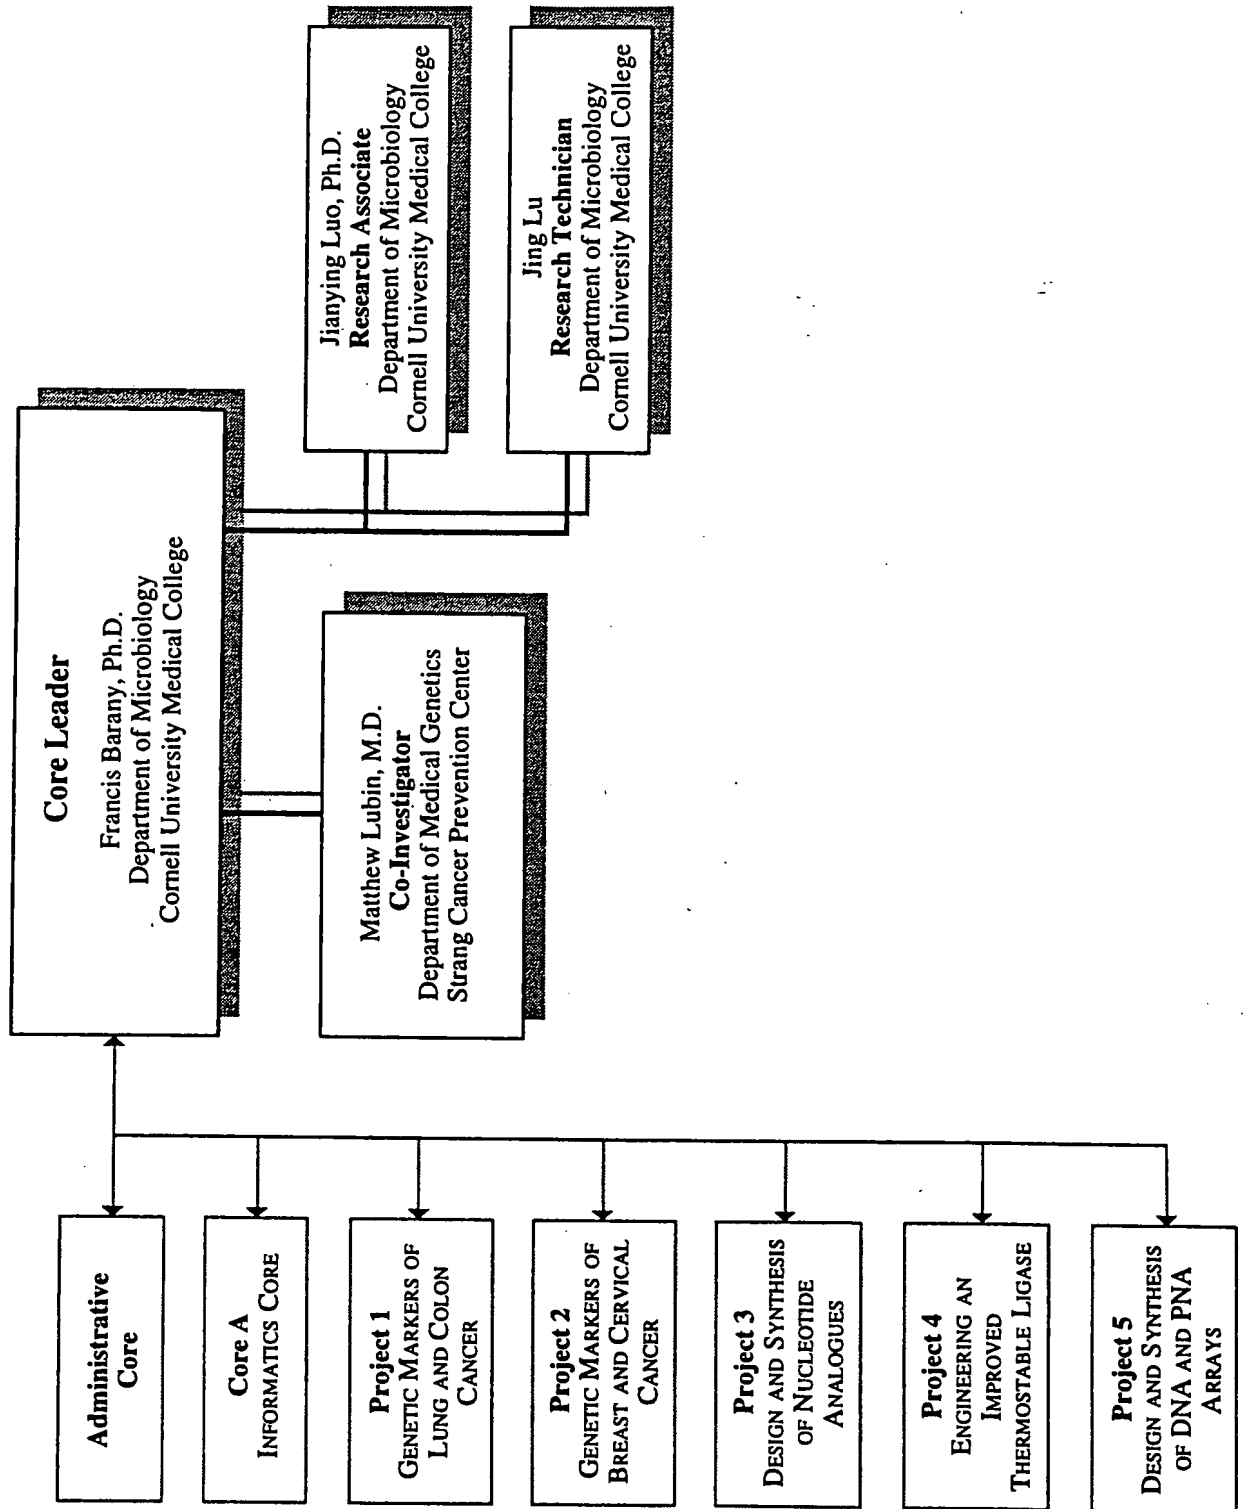 Core Leader
Francis Barany, Ph.D.
Department of Microbiology
Cornell University Medical College
Matthew Lubin, M.D.
Co-Investigator
Department of Medical Genetics
Strang Cancer Prevention Center
Jianying Luo, Ph.D.
Research Associate
Department of Microbiology
Cornell University Medical College
Jing Lu
Research Technician
Department of Microbiology
Cornell University Medical College
Administrative
Core
Core A
INFORMATICS CORE
Project 1
GENETIC MARKERS OF
LUNG AND COLON
CANCER
Project 2
GENETIC MARKERS OF
BREAST AND CERVICAL
CANCER
Project 3
DESIGN AND SYNTHESIS
OF NUCLEOTIDE
ANALOGUES
Project 4
ENGINEERING AN
IMPROVED
THERMOSTABLE LIGASE
Project 5
DESIGN AND SYNTHESIS
OF DNA AND PNA
ARRAYS